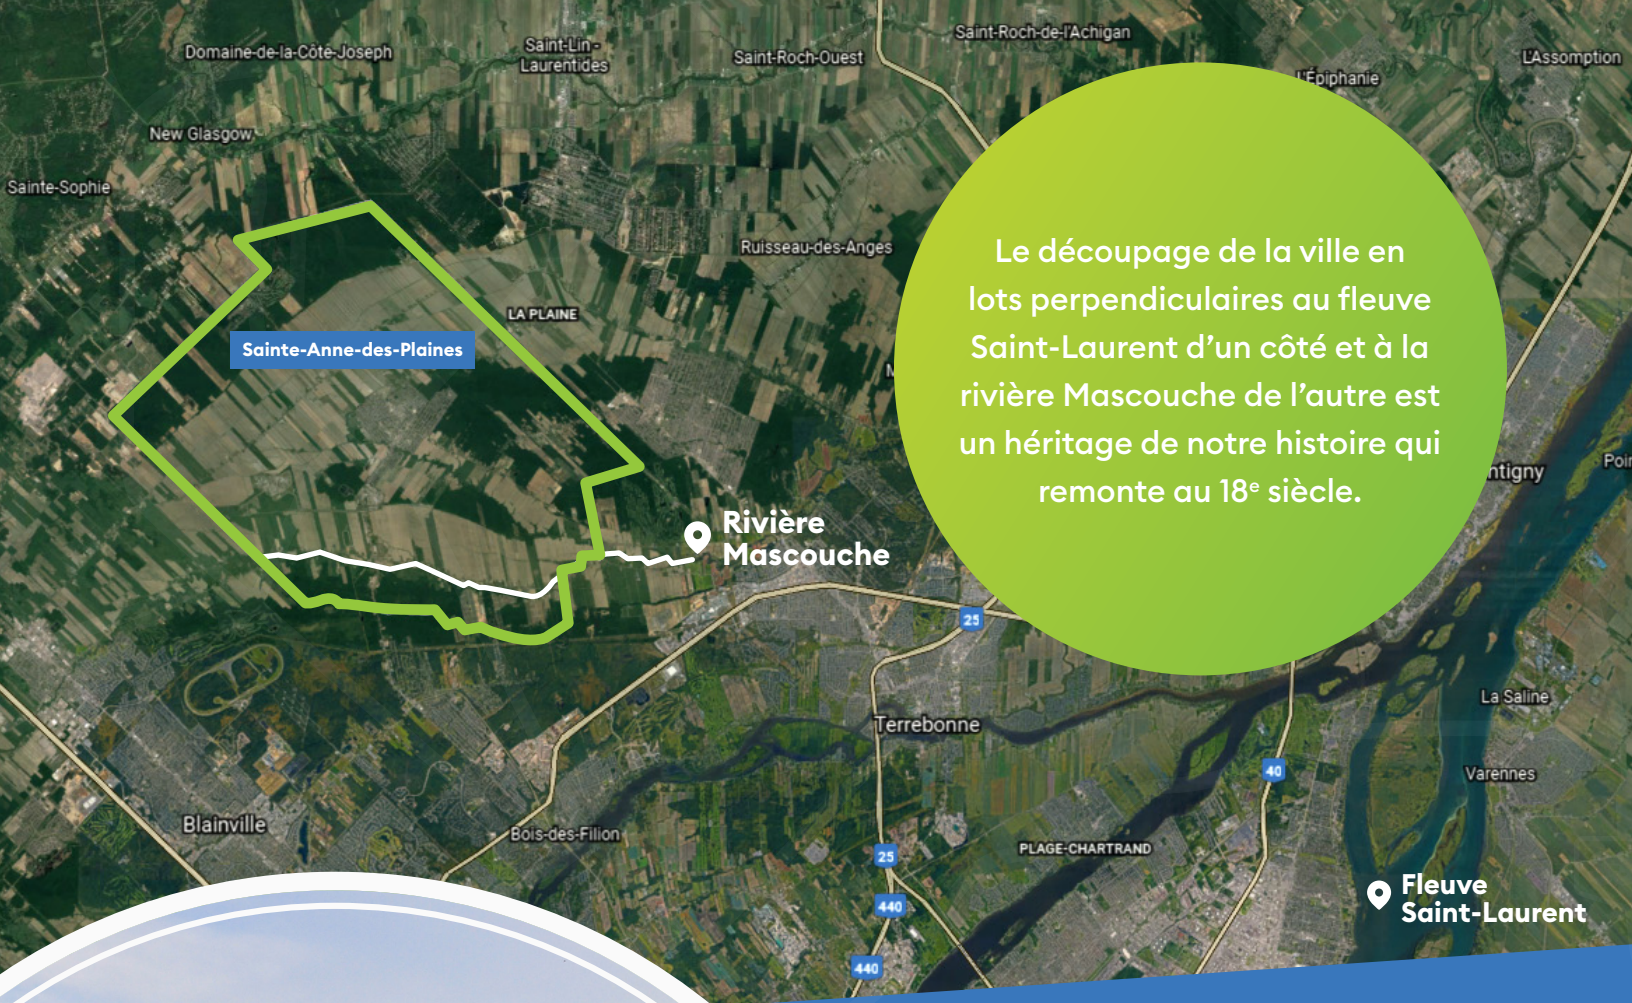 Domaine-de-la-Côte-Joseph
Saint-Lin -
Laurentides
Saint-Roch-Ouest
Saint-Roch-de-l'Achigan
L'Épiphanie
L'Assomption
New Glasgow
Sainte-Sophie
Ruisseau-des-Anges
LA PLAINE
Sainte-Anne-des-Plaines
Le découpage de la ville en
lots perpendiculaires au fleuve
Saint-Laurent d’un côté et à la
rivière Mascouche de l’autre est
un héritage de notre histoire qui
remonte au 18ᵉ siècle.
Rivière
Mascouche
25
La Saline
Terrebonne
40
Varennes
Blainville
Bois-des-Filion
PLAGE-CHARTRAND
25
440
Fleuve
Saint-Laurent
440